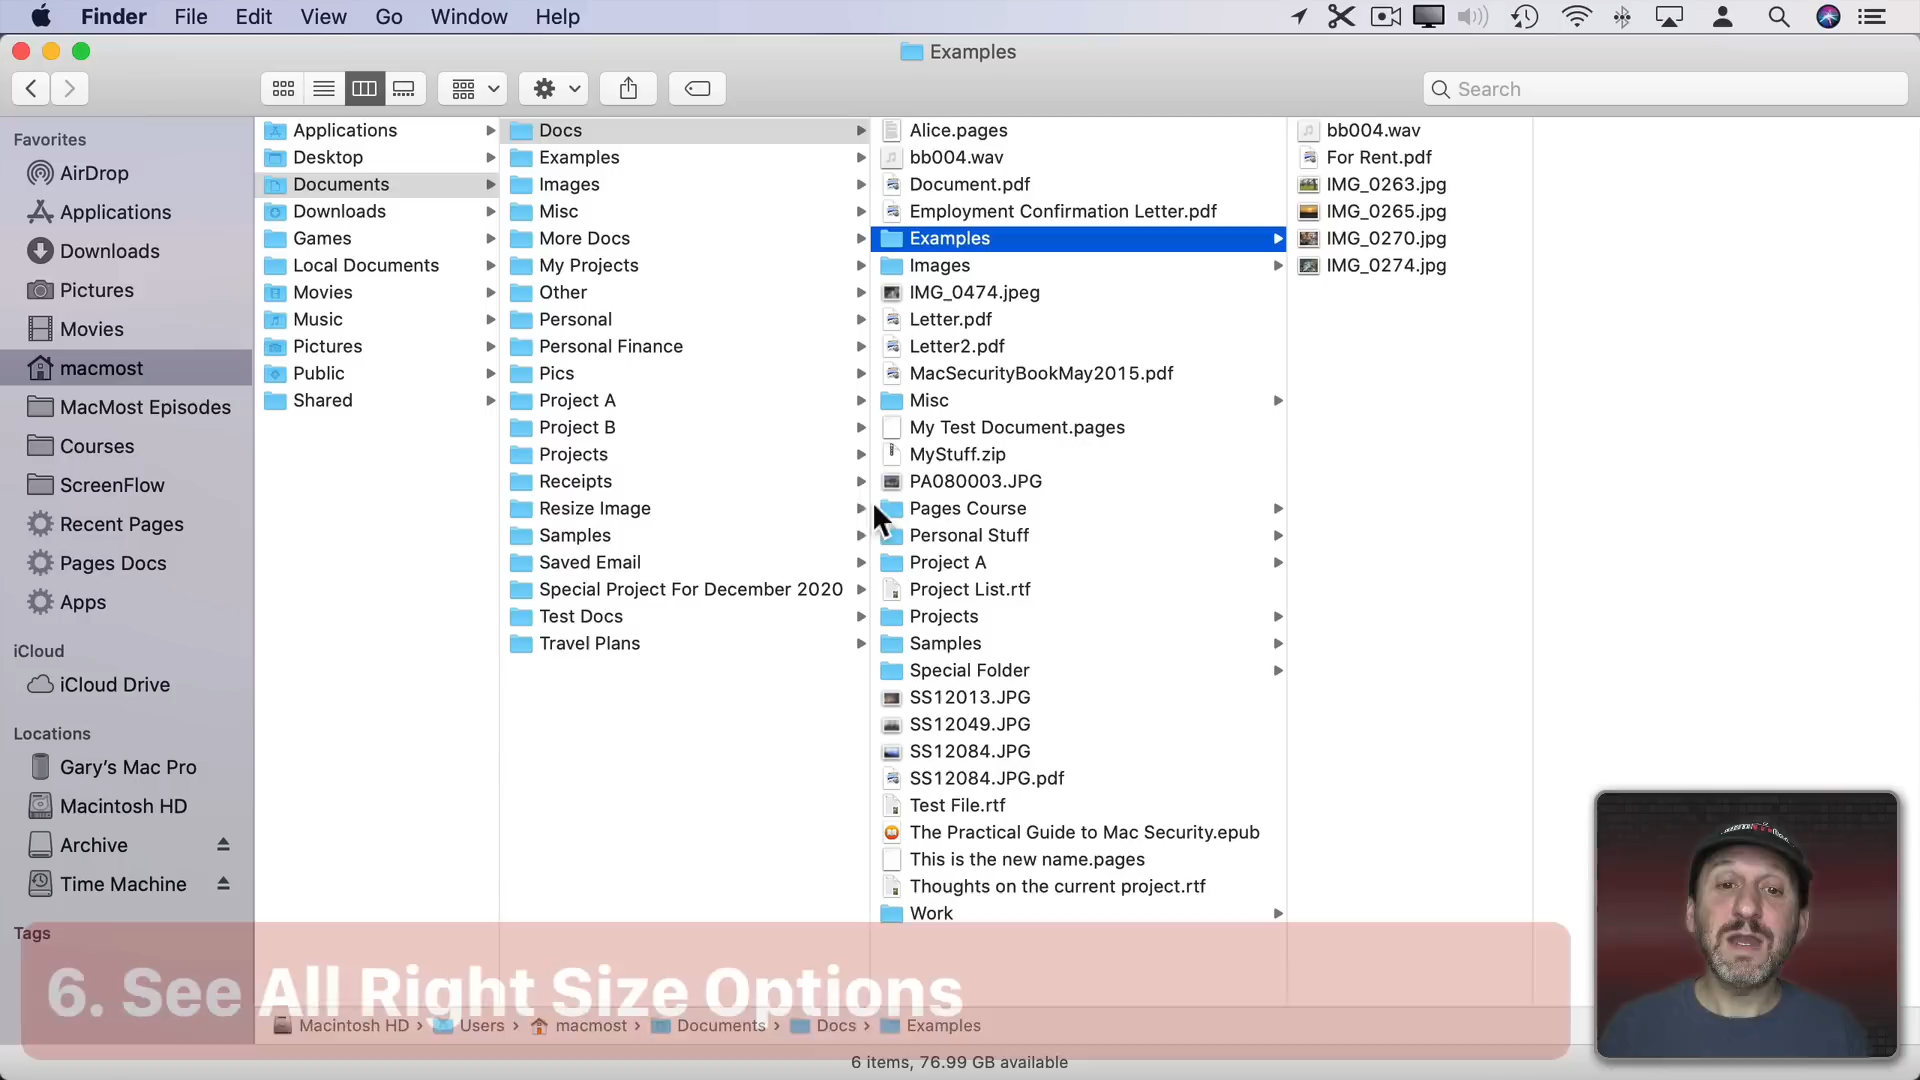 Finder File Edit View Go Window Help
Examples
Search
Favorites
AirDrop
Applications
Downloads
Pictures
Movies
macmost
MacMost Episodes
Courses
ScreenFlow
Recent Pages
Pages Docs
Apps
iCloud
iCloud Drive
Locations
Gary's Mac Pro
Macintosh HD
Archive
Time Machine
Tags
Applications
Desktop
Documents
Downloads
Games
Local Documents
Movies
Music
Pictures
Public
Shared
Docs
Examples
Images
Misc
More Docs
My Projects
Other
Personal
Personal Finance
Pics
Project A
Project B
Projects
Receipts
Resize Image
Samples
Saved Email
Special Project For December 2020
Test Docs
Travel Plans
Alice.pages
bb004.wav
Document.pdf
Employment Confirmation Letter.pdf
Examples
Images
IMG_0474.jpeg
Letter.pdf
Letter2.pdf
MacSecurityBookMay2015.pdf
Misc
My Test Document.pages
MyStuff.zip
PA080003.JPG
Pages Course
Personal Stuff
Project A
Project List.rtf
Projects
Samples
Special Folder
SS12013.JPG
SS12049.JPG
SS12084.JPG
SS12084.JPG.pdf
Test File.rtf
The Practical Guide to Mac Security.epub
This is the new name.pages
Thoughts on the current project.rtf
Work
bb004.wav
For Rent.pdf
IMG_0263.jpg
IMG_0265.jpg
IMG_0270.jpg
IMG_0274.jpg
6. See All Right Size Options
Macintosh HD › Users › macmost › Documents › Docs › Examples
6 items, 76.99 GB available